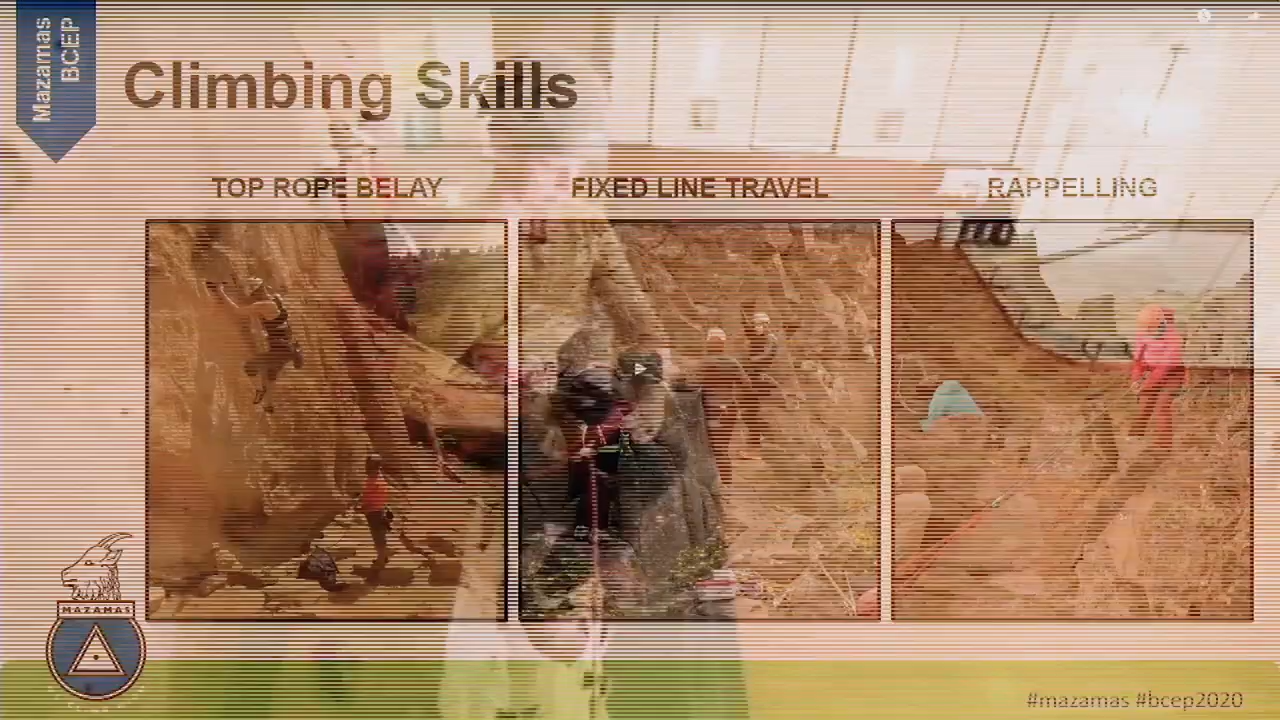 Mazamas
BCEP
Climbing Skills
TOP ROPE BELAY
FIXED LINE TRAVEL
RAPPELLING
MAZAMAS
#mazamas #bcep2020